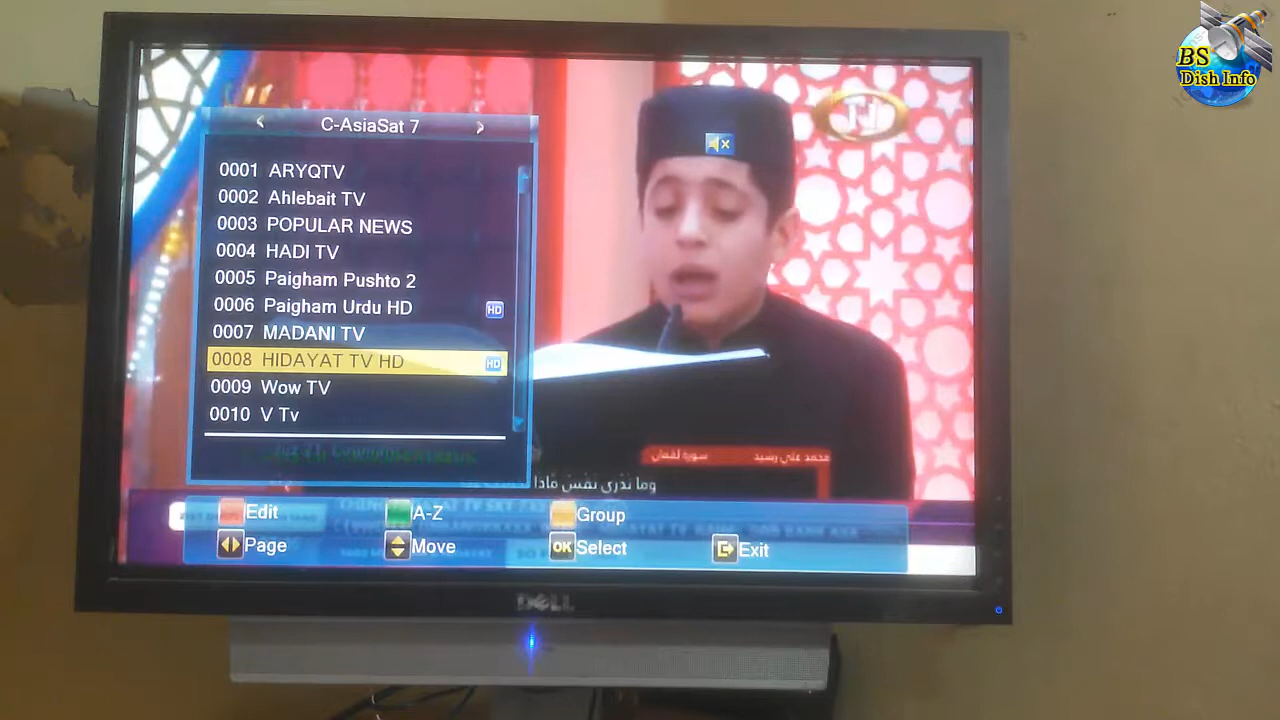 BS
Dish Info
C-AsiaSat 7
0001 ARYQTV
0002 Ahlebait TV
0003 POPULAR NEWS
0004 HADI TV
0005 Paigham Pushto 2
0006 Paigham Urdu HD HD
0007 MADANI TV
0008 HIDAYAT TV HD HD
0009 Wow TV
0010 V Tv
محمد علي رشيد سورة لقمان
وما تدري نفس ماذا
Edit A-Z Group
Page Move OK Select Exit
DELL